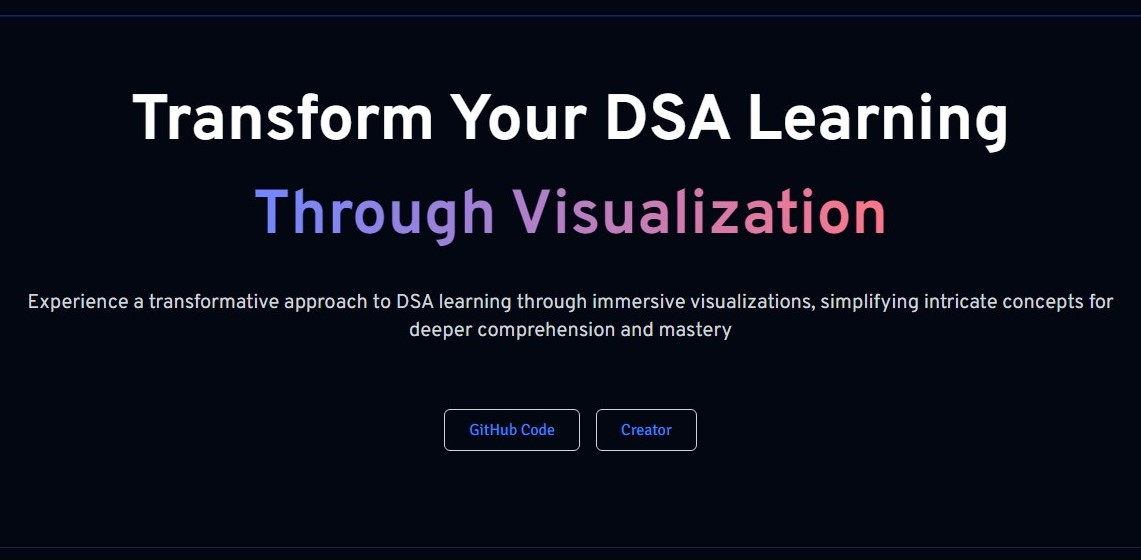 Transform Your DSA Learning
Through Visualization
Experience a transformative approach to DSA learning through immersive visualizations, simplifying intricate concepts for
deeper comprehension and mastery
GitHub Code
Creator